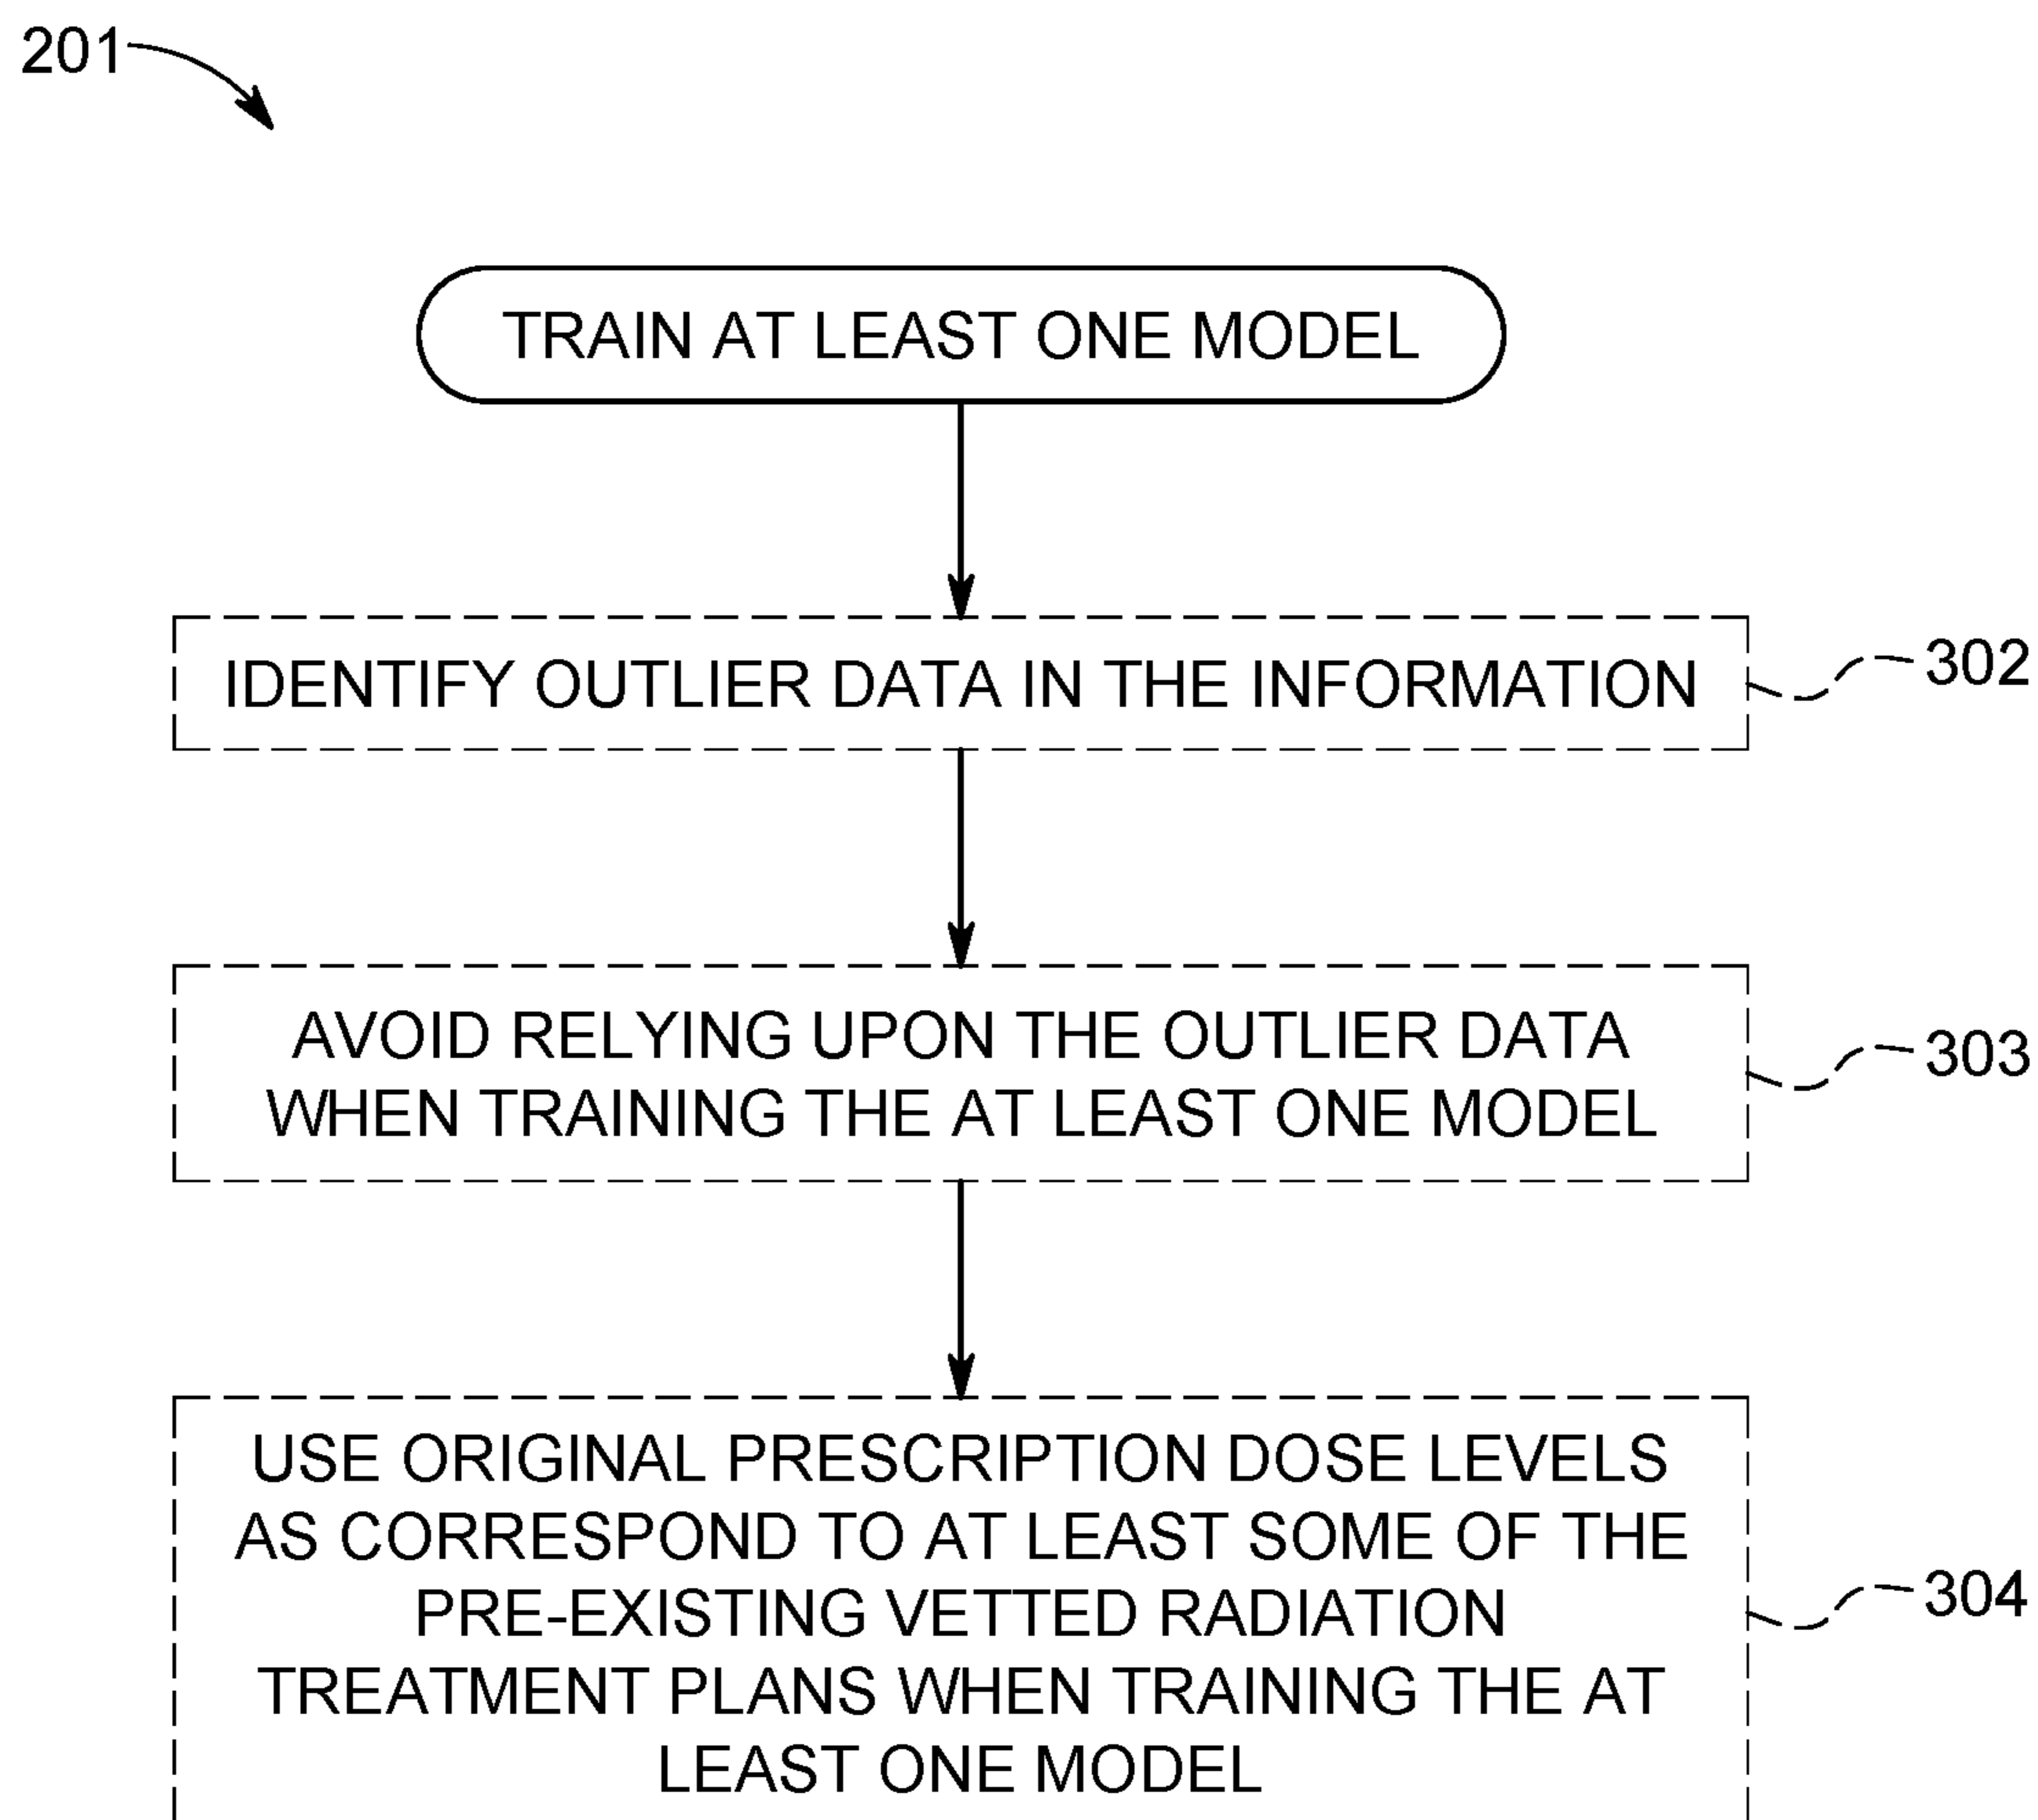 201
TRAIN AT LEAST ONE MODEL
IDENTIFY OUTLIER DATA IN THE INFORMATION
302
AVOID RELYING UPON THE OUTLIER DATA
WHEN TRAINING THE AT LEAST ONE MODEL
303
USE ORIGINAL PRESCRIPTION DOSE LEVELS
AS CORRESPOND TO AT LEAST SOME OF THE
PRE-EXISTING VETTED RADIATION
TREATMENT PLANS WHEN TRAINING THE AT
LEAST ONE MODEL
304